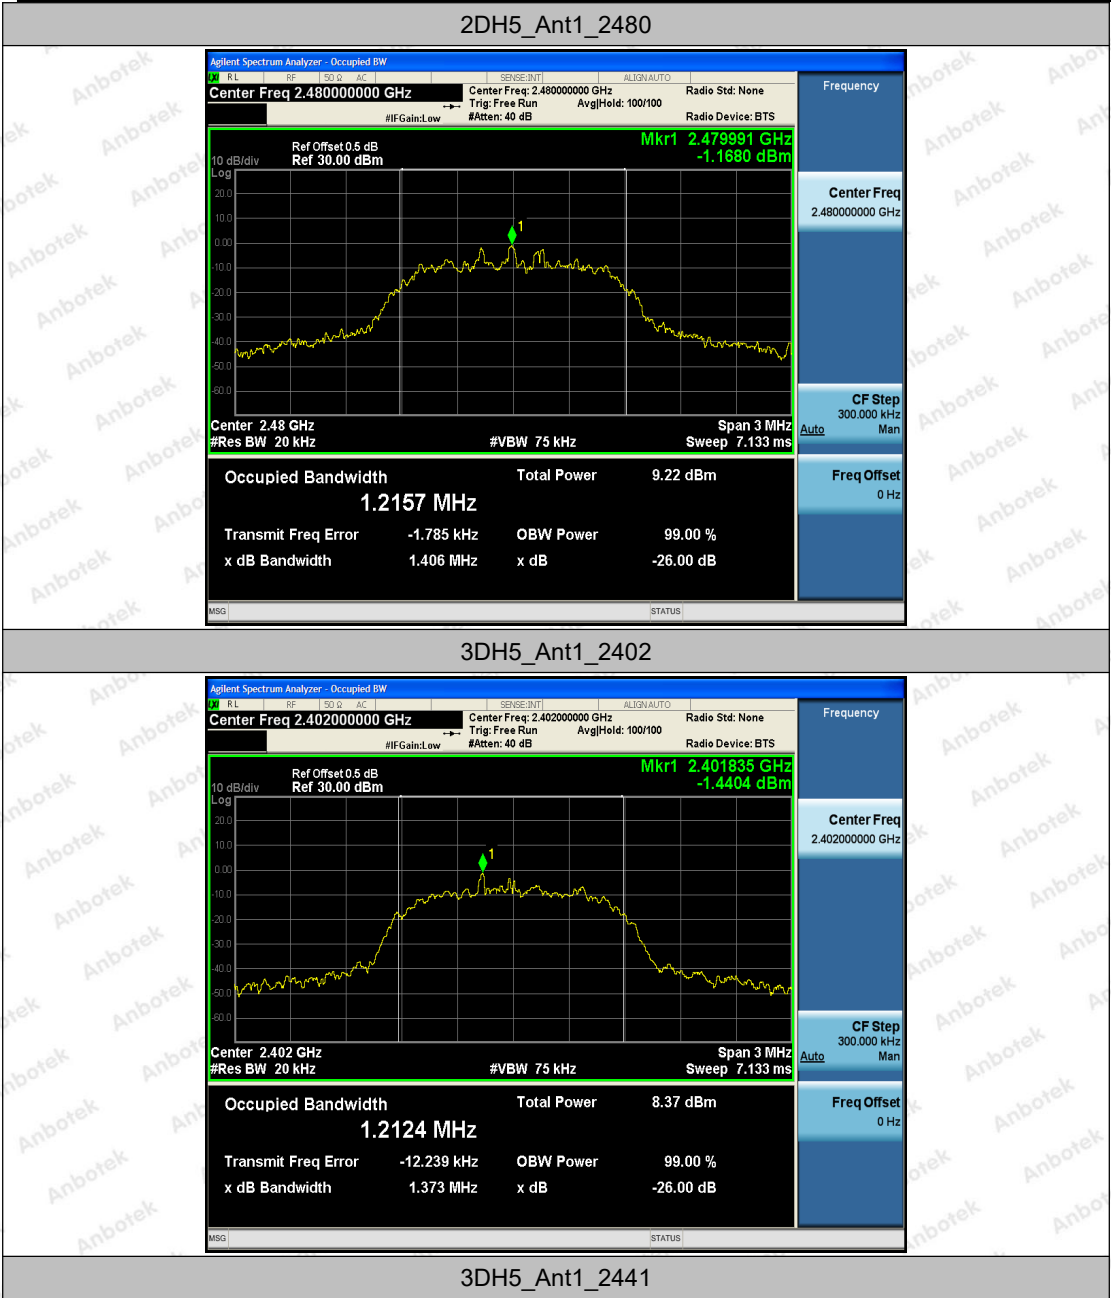 2DH5_Ant1_2480
Agilent Spectrum Analyzer - Occupied BW
LXI RL RF 50 Ω AC SENSE:INT ALIGNAUTO
Center Freq 2.480000000 GHz
Center Freq: 2.480000000 GHz
Radio Std: None
Trig: Free Run Avg|Hold: 100/100
#IFGain:Low #Atten: 40 dB Radio Device: BTS
Frequency
Mkr1 2.479991 GHz
-1.1680 dBm
Ref Offset 0.5 dB
10 dB/div Ref 30.00 dBm
Log
20.0
10.0
0.00
-10.0
-20.0
-30.0
-40.0
-50.0
-60.0
1
Center 2.48 GHz Span 3 MHz
#Res BW 20 kHz #VBW 75 kHz Sweep 7.133 ms
Center Freq
2.480000000 GHz
CF Step
300.000 kHz
Auto Man
Freq Offset
0 Hz
Occupied Bandwidth Total Power 9.22 dBm
1.2157 MHz
Transmit Freq Error -1.785 kHz OBW Power 99.00 %
x dB Bandwidth 1.406 MHz x dB -26.00 dB
MSG STATUS
3DH5_Ant1_2402
Agilent Spectrum Analyzer - Occupied BW
LXI RL RF 50 Ω AC SENSE:INT ALIGNAUTO
Center Freq 2.402000000 GHz
Center Freq: 2.402000000 GHz
Radio Std: None
Trig: Free Run Avg|Hold: 100/100
#IFGain:Low #Atten: 40 dB Radio Device: BTS
Frequency
Mkr1 2.401835 GHz
-1.4404 dBm
Ref Offset 0.5 dB
10 dB/div Ref 30.00 dBm
Log
20.0
10.0
0.00
-10.0
-20.0
-30.0
-40.0
-50.0
-60.0
1
Center 2.402 GHz Span 3 MHz
#Res BW 20 kHz #VBW 75 kHz Sweep 7.133 ms
Center Freq
2.402000000 GHz
CF Step
300.000 kHz
Auto Man
Freq Offset
0 Hz
Occupied Bandwidth Total Power 8.37 dBm
1.2124 MHz
Transmit Freq Error -12.239 kHz OBW Power 99.00 %
x dB Bandwidth 1.373 MHz x dB -26.00 dB
MSG STATUS
3DH5_Ant1_2441
Anbotek